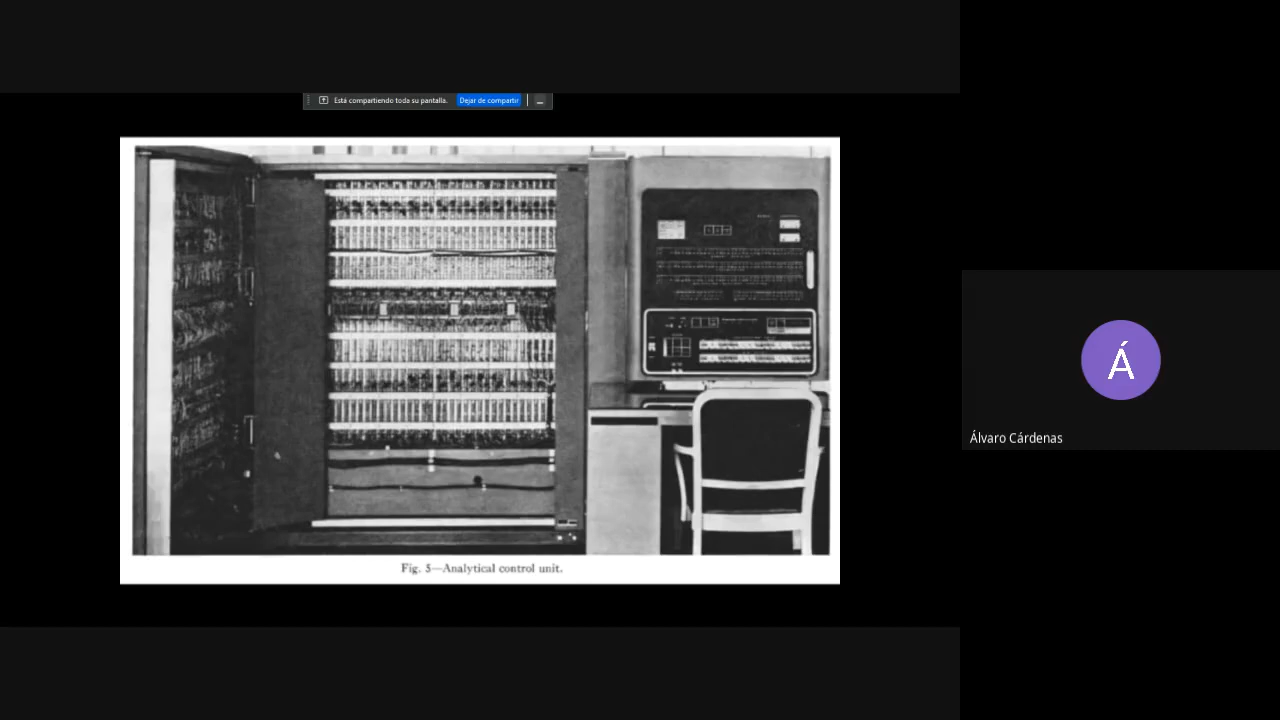 Está compartiendo toda su pantalla.
Dejar de compartir
Fig. 5—Analytical control unit.
Á
Álvaro Cárdenas